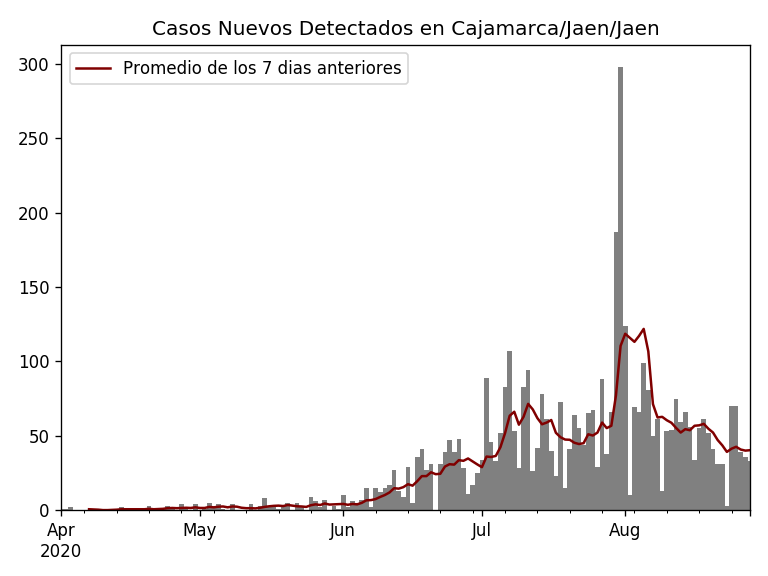 Casos Nuevos Detectados en Cajamarca/Jaen/Jaen
Promedio de los 7 dias anteriores
300
250
200
150
100
50
0
Apr May Jun Jul Aug
2020